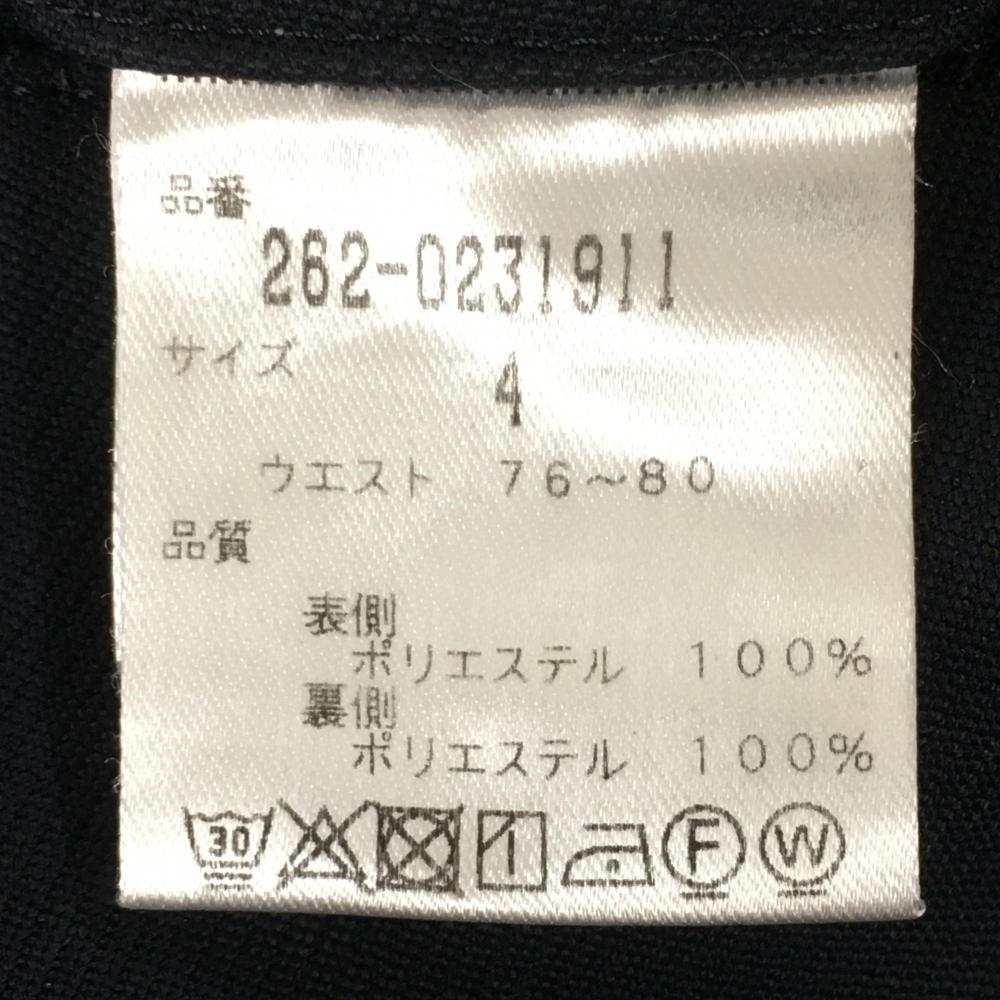 品番
262-0231911
サイズ
4
ウエスト 76~80
品質
表側
ポリエステル 100%
裏側
ポリエステル 100%
30 F W